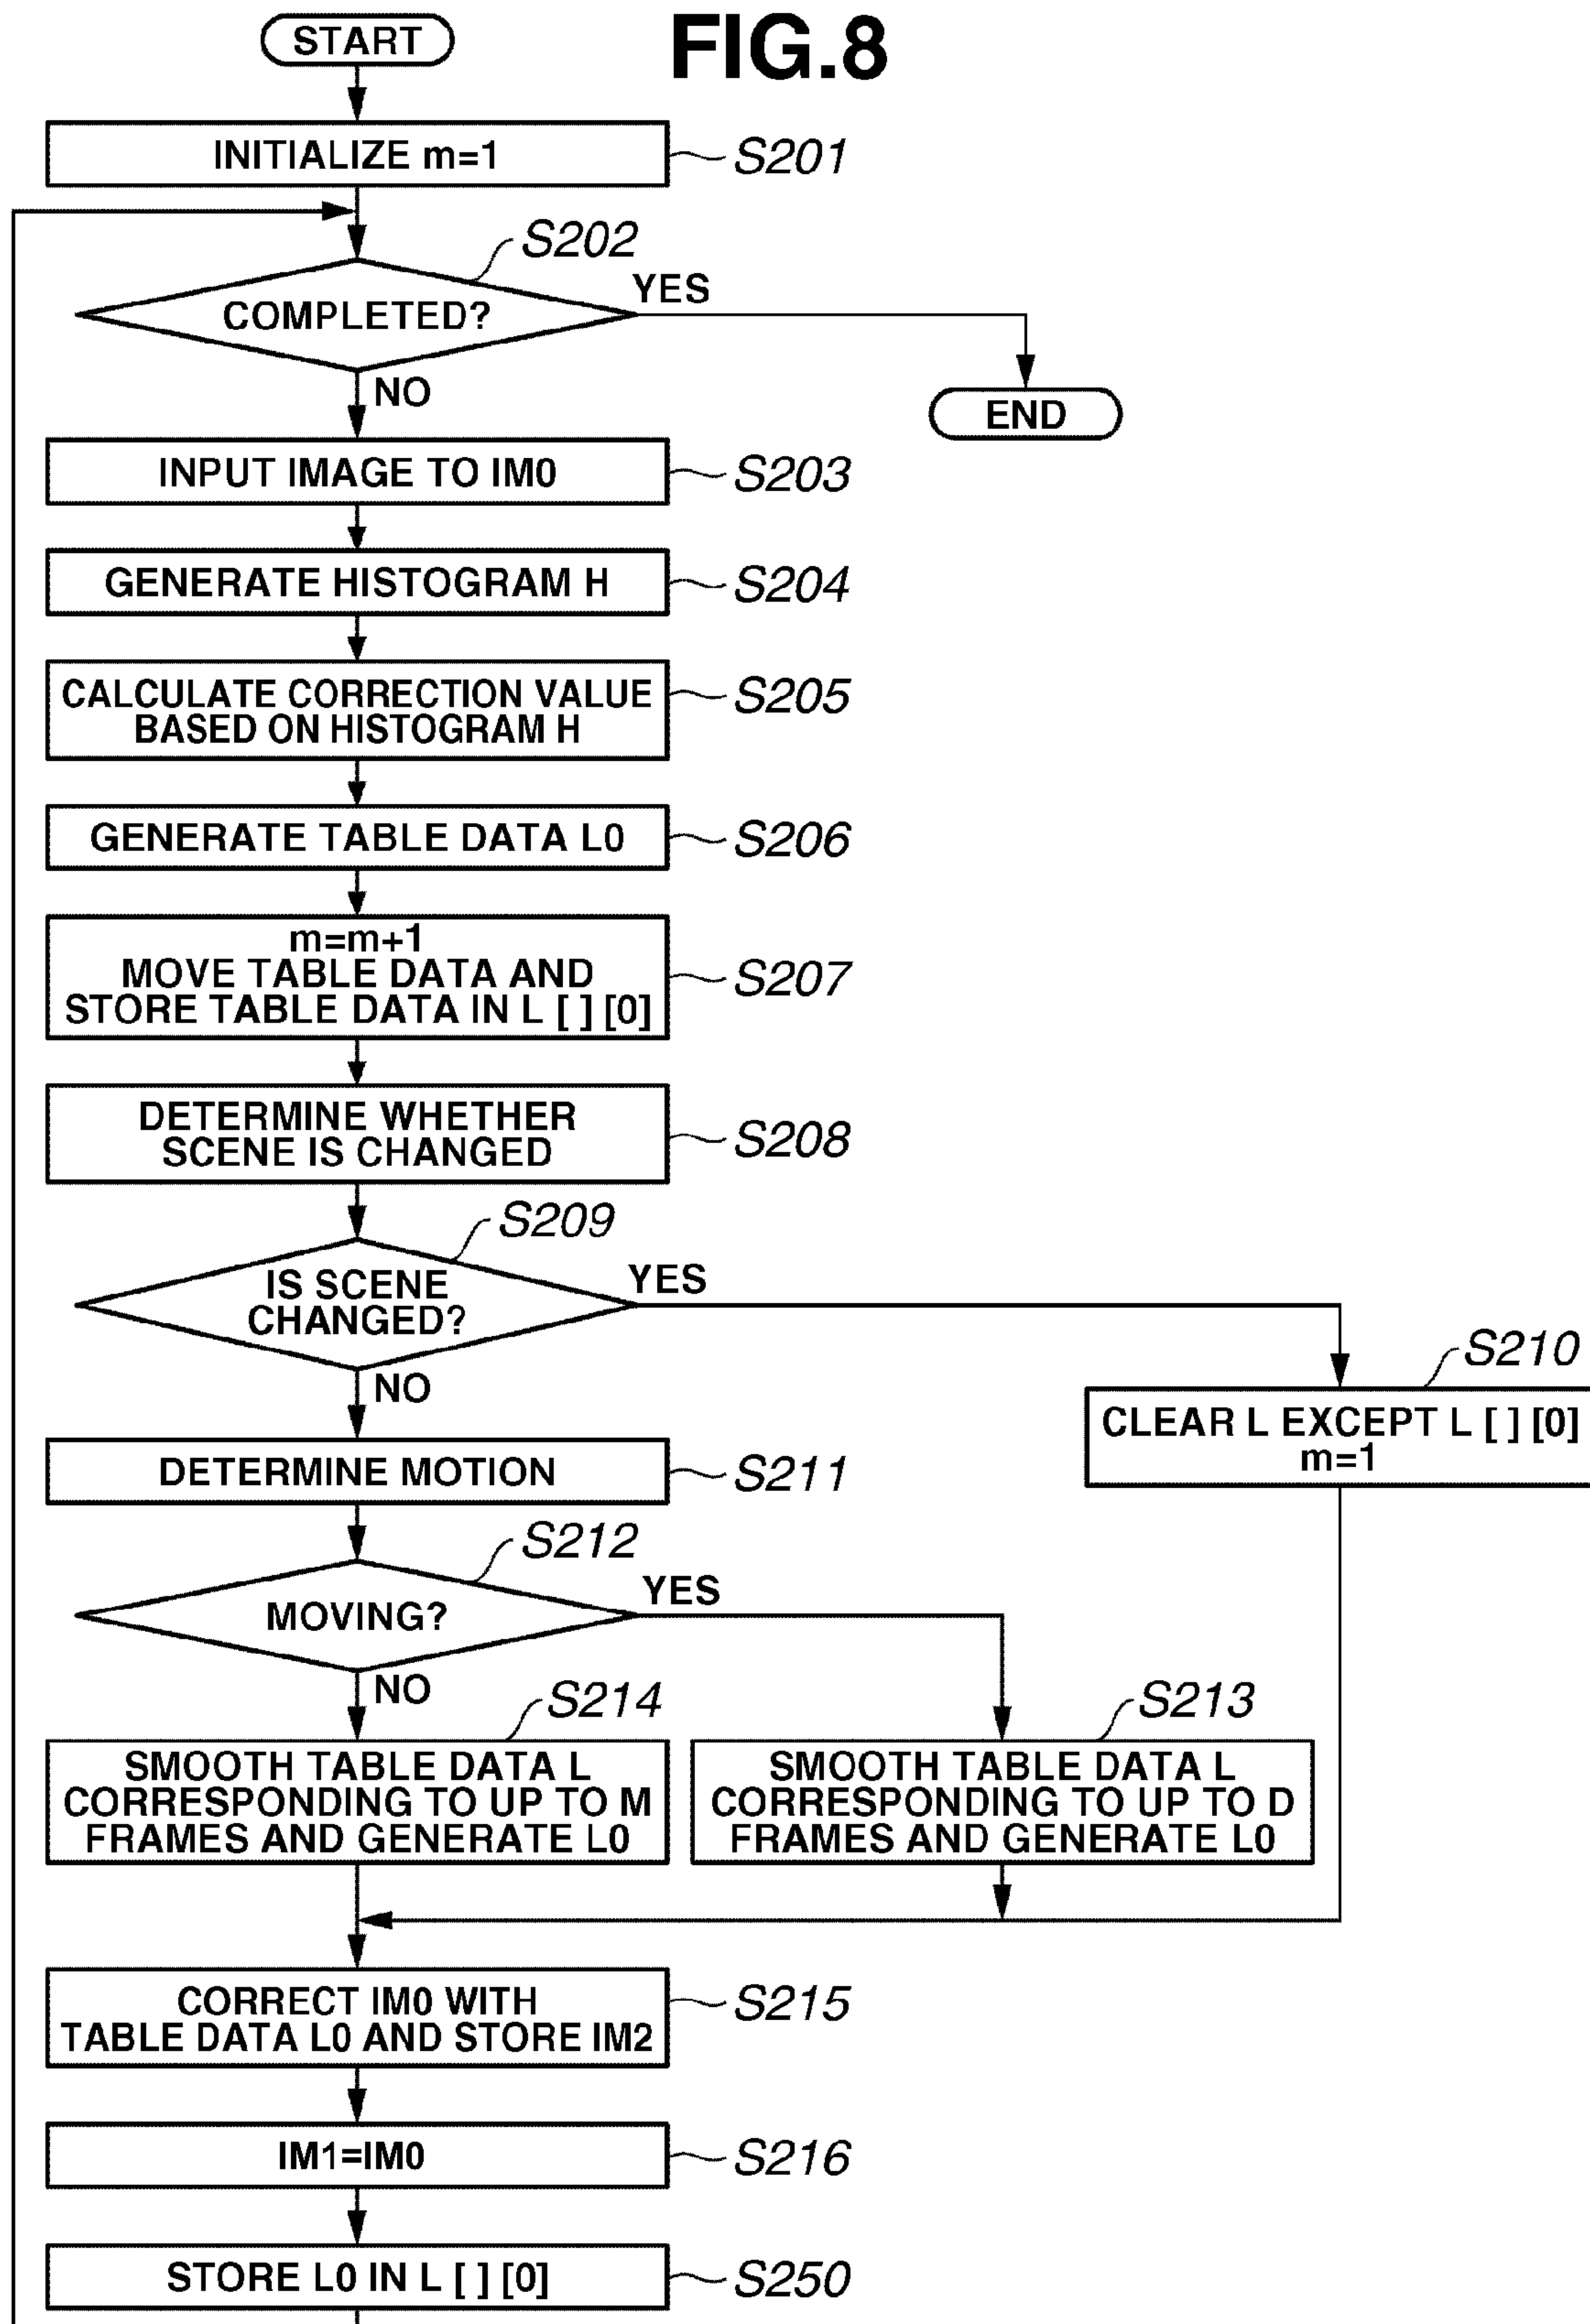 FIG.8
START
INITIALIZE m=1
S201
S202
COMPLETED?
YES
NO
END
INPUT IMAGE TO IM0
S203
GENERATE HISTOGRAM H
S204
CALCULATE CORRECTION VALUE
BASED ON HISTOGRAM H
S205
GENERATE TABLE DATA L0
S206
m=m+1
MOVE TABLE DATA AND
STORE TABLE DATA IN L [ ] [0]
S207
DETERMINE WHETHER
SCENE IS CHANGED
S208
S209
IS SCENE
CHANGED?
YES
NO
S210
CLEAR L EXCEPT L [ ] [0]
m=1
DETERMINE MOTION
S211
S212
MOVING?
YES
NO
S214
SMOOTH TABLE DATA L
CORRESPONDING TO UP TO M
FRAMES AND GENERATE L0
S213
SMOOTH TABLE DATA L
CORRESPONDING TO UP TO D
FRAMES AND GENERATE L0
CORRECT IM0 WITH
TABLE DATA L0 AND STORE IM2
S215
IM1=IM0
S216
STORE L0 IN L [ ] [0]
S250